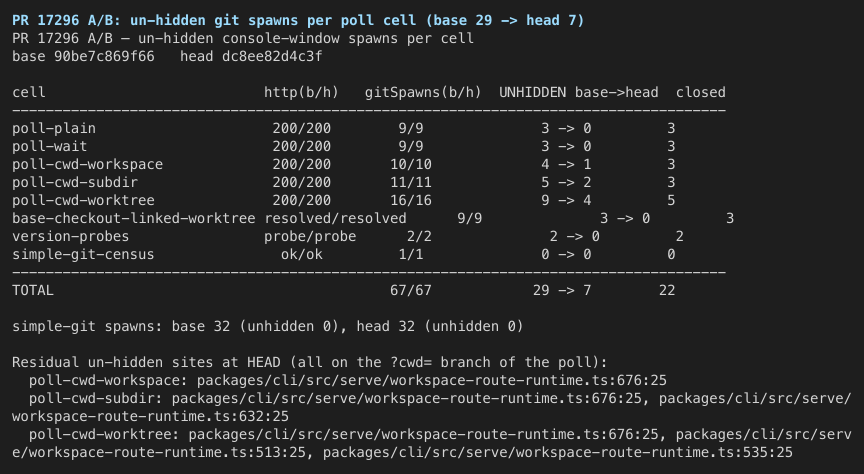 PR 17296 A/B: un-hidden git spawns per poll cell (base 29 -> head 7)
PR 17296 A/B — un-hidden console-window spawns per cell
base 90be7c869f66   head dc8ee82d4c3f

cell                          http(b/h)   gitSpawns(b/h)  UNHIDDEN base->head  closed
--------------------------------------------------------------------------------------
poll-plain                     200/200        9/9              3 -> 0         3
poll-wait                      200/200        9/9              3 -> 0         3
poll-cwd-workspace             200/200       10/10             4 -> 1         3
poll-cwd-subdir                200/200       11/11             5 -> 2         3
poll-cwd-worktree              200/200       16/16             9 -> 4         5
base-checkout-linked-worktree resolved/resolved      9/9              3 -> 0         3
version-probes                probe/probe      2/2              2 -> 0         2
simple-git-census               ok/ok        1/1              0 -> 0         0
--------------------------------------------------------------------------------------
TOTAL                                        67/67            29 -> 7        22

simple-git spawns: base 32 (unhidden 0), head 32 (unhidden 0)

Residual un-hidden sites at HEAD (all on the ?cwd= branch of the poll):
  poll-cwd-workspace: packages/cli/src/serve/workspace-route-runtime.ts:676:25
  poll-cwd-subdir: packages/cli/src/serve/workspace-route-runtime.ts:676:25, packages/cli/src/serve/
workspace-route-runtime.ts:632:25
  poll-cwd-worktree: packages/cli/src/serve/workspace-route-runtime.ts:676:25, packages/cli/src/serv
e/workspace-route-runtime.ts:513:25, packages/cli/src/serve/workspace-route-runtime.ts:535:25